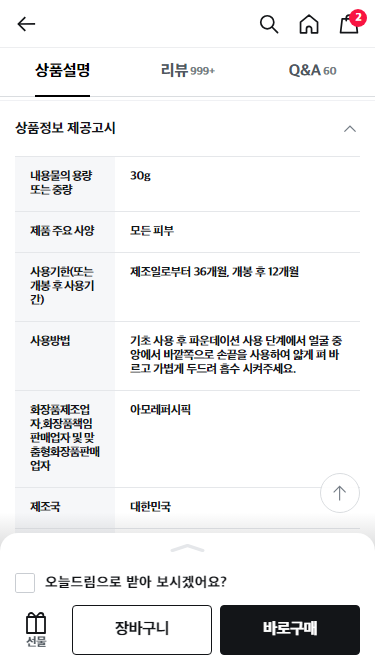 2
상품설명
리뷰 999+
Q&A 60
상품정보 제공고시
내용물의 용량
또는 중량
30g
제품 주요 사양
모든 피부
사용기한(또는
개봉 후 사용기
간)
제조일로부터 36개월, 개봉 후 12개월
사용방법
기초 사용 후 파운데이션 사용 단계에서 얼굴 중
앙에서 바깥쪽으로 손끝을 사용하여 얇게 펴 바
르고 가볍게 두드려 흡수 시켜주세요.
화장품제조업
자,화장품책임
판매업자 및 맞
춤형화장품판매
업자
아모레퍼시픽
제조국
대한민국
오늘드림으로 받아 보시겠어요?
선물
장바구니
바로구매